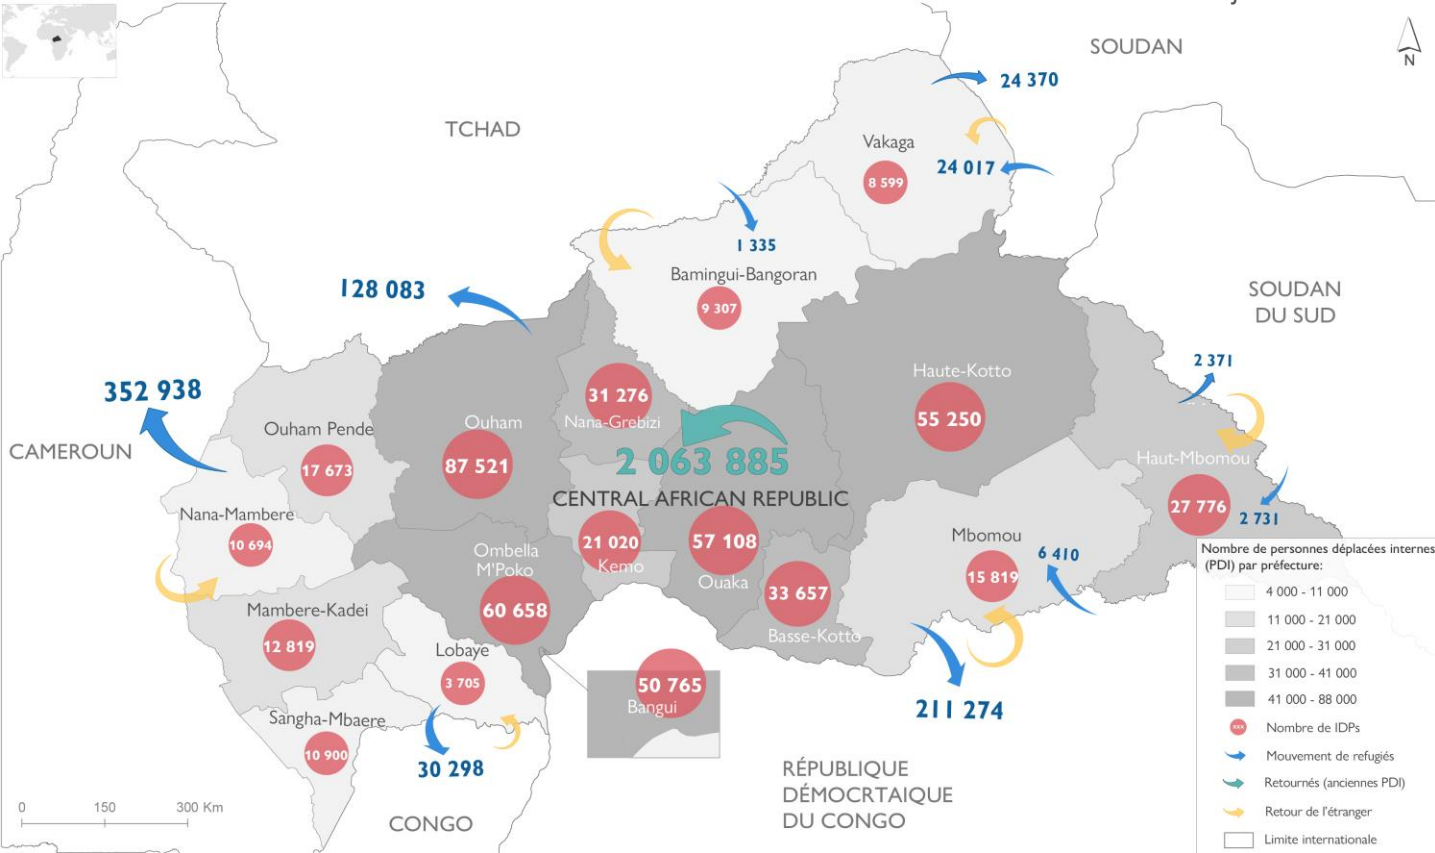 SOUDAN
N
24 370
TCHAD
Vakaga
24 017
8 599
1 335
Bamingui-Bangoran
9 307
128 083
SOUDAN
DU SUD
2 371
352 938
Haute-Kotto
55 250
31 276
Nana-Grebizi
Ouham
87 521
Ouham Pende
17 673
CAMEROUN
2 063 885
CENTRAL AFRICAN REPUBLIC
Haut-Mbomou
27 776
2 731
Nana-Mambere
10 694
Ombella
M'Poko
60 658
21 020
Kemo
57 108
Ouaka
Mbomou
15 819
6 410
33 657
Basse-Kotto
Mambere-Kadei
12 819
Lobaye
3 705
50 765
Bangui
211 274
Sangha-Mbaere
10 900
30 298
CONGO
RÉPUBLIQUE
DÉMOCRTAIQUE
DU CONGO
0 150 300 Km
Nombre de personnes déplacées internes
(PDI) par préfecture:
4 000 - 11 000
11 000 - 21 000
21 000 - 31 000
31 000 - 41 000
41 000 - 88 000
xxx Nombre de IDPs
Mouvement de refugiés
Retournés (anciennes PDI)
Retour de l'étranger
Limite internationale